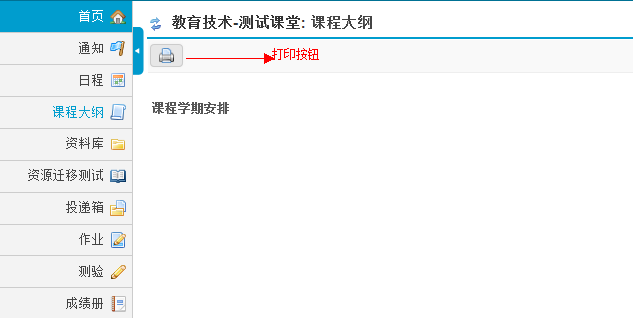 首页
通知
日程
课程大纲
资料库
资源迁移测试
投递箱
作业
测验
成绩册
教育技术-测试课堂: 课程大纲
打印按钮
课程学期安排